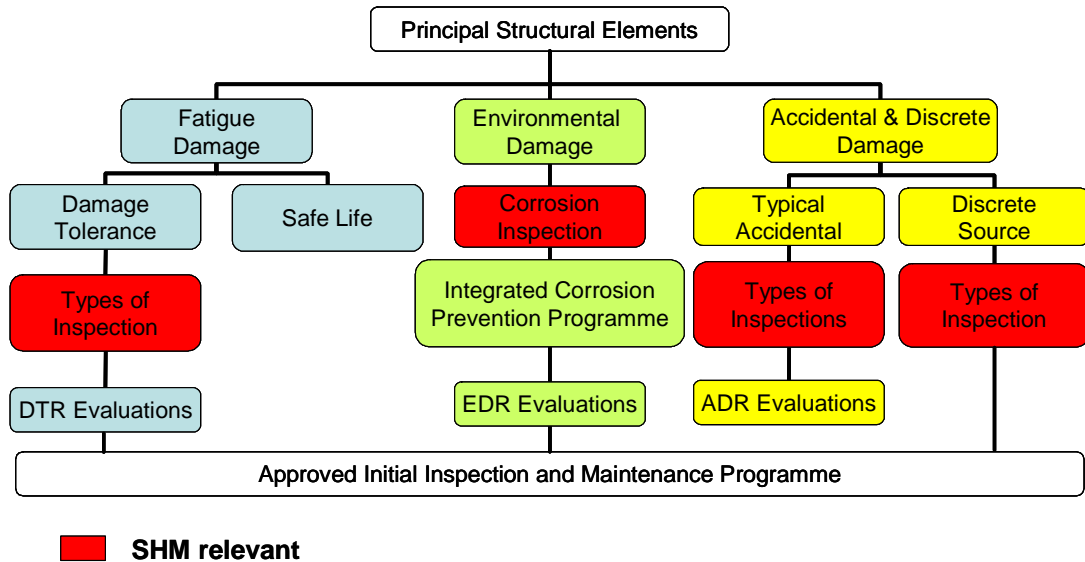 Principal Structural Elements
Fatigue
Damage
Environmental
Damage
Accidental & Discrete
Damage
Damage
Tolerance
Safe Life
Corrosion
Inspection
Typical
Accidental
Discrete
Source
Types of
Inspection
Integrated Corrosion
Prevention Programme
Types of
Inspections
Types of
Inspection
DTR Evaluations
EDR Evaluations
ADR Evaluations
Approved Initial Inspection and Maintenance Programme
SHM relevant